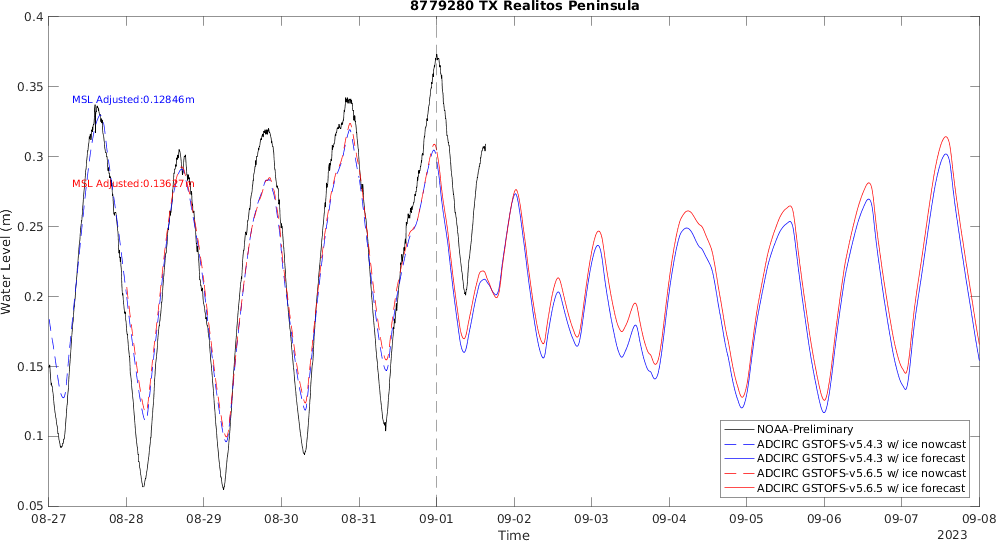 8779280 TX Realitos Peninsula
Water Level (m)
0.4
0.35
0.3
0.25
0.2
0.15
0.1
0.05
MSL Adjusted:0.12846m
MSL Adjusted:0.13627m
NOAA-Preliminary
ADCIRC GSTOFS-v5.4.3 w/ ice nowcast
ADCIRC GSTOFS-v5.4.3 w/ ice forecast
ADCIRC GSTOFS-v5.6.5 w/ ice nowcast
ADCIRC GSTOFS-v5.6.5 w/ ice forecast
08-27 08-28 08-29 08-30 08-31 09-01 09-02 09-03 09-04 09-05 09-06 09-07 09-08
Time
2023